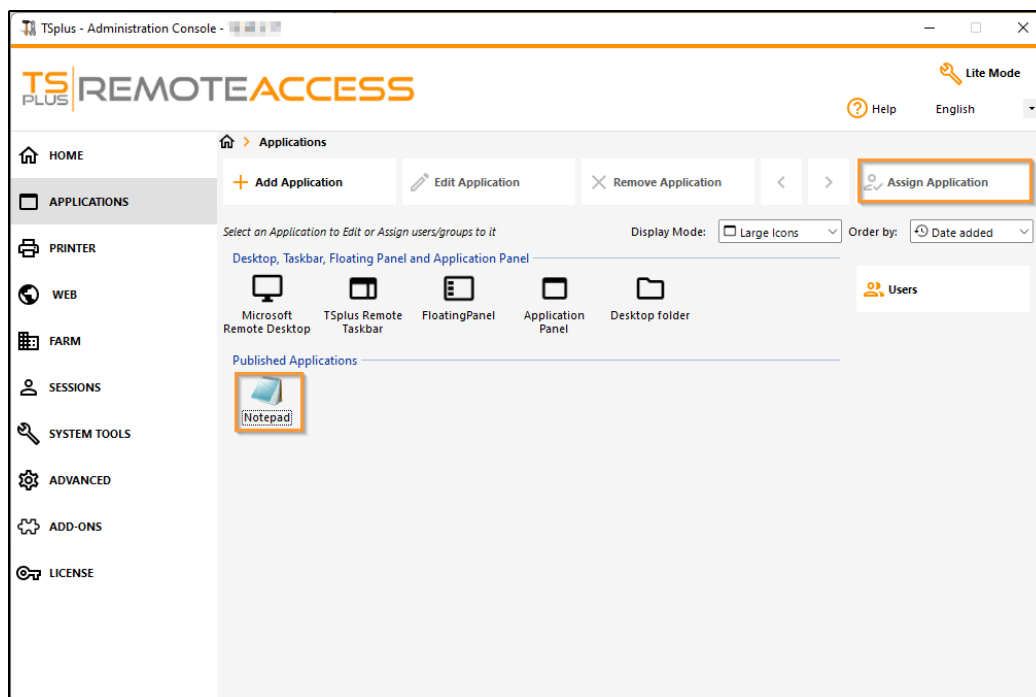 TSplus - Administration Console -
TS PLUS REMOTEACCESS
Lite Mode
? Help English
HOME
APPLICATIONS
PRINTER
WEB
FARM
SESSIONS
SYSTEM TOOLS
ADVANCED
ADD-ONS
LICENSE
Applications
Add Application Edit Application Remove Application < > Assign Application
Select an Application to Edit or Assign users/groups to it Display Mode: Large Icons Order by: Date added
Desktop, Taskbar, Floating Panel and Application Panel
Microsoft Remote Desktop
TSplus Remote Taskbar
FloatingPanel
Application Panel
Desktop folder
Users
Published Applications
Notepad